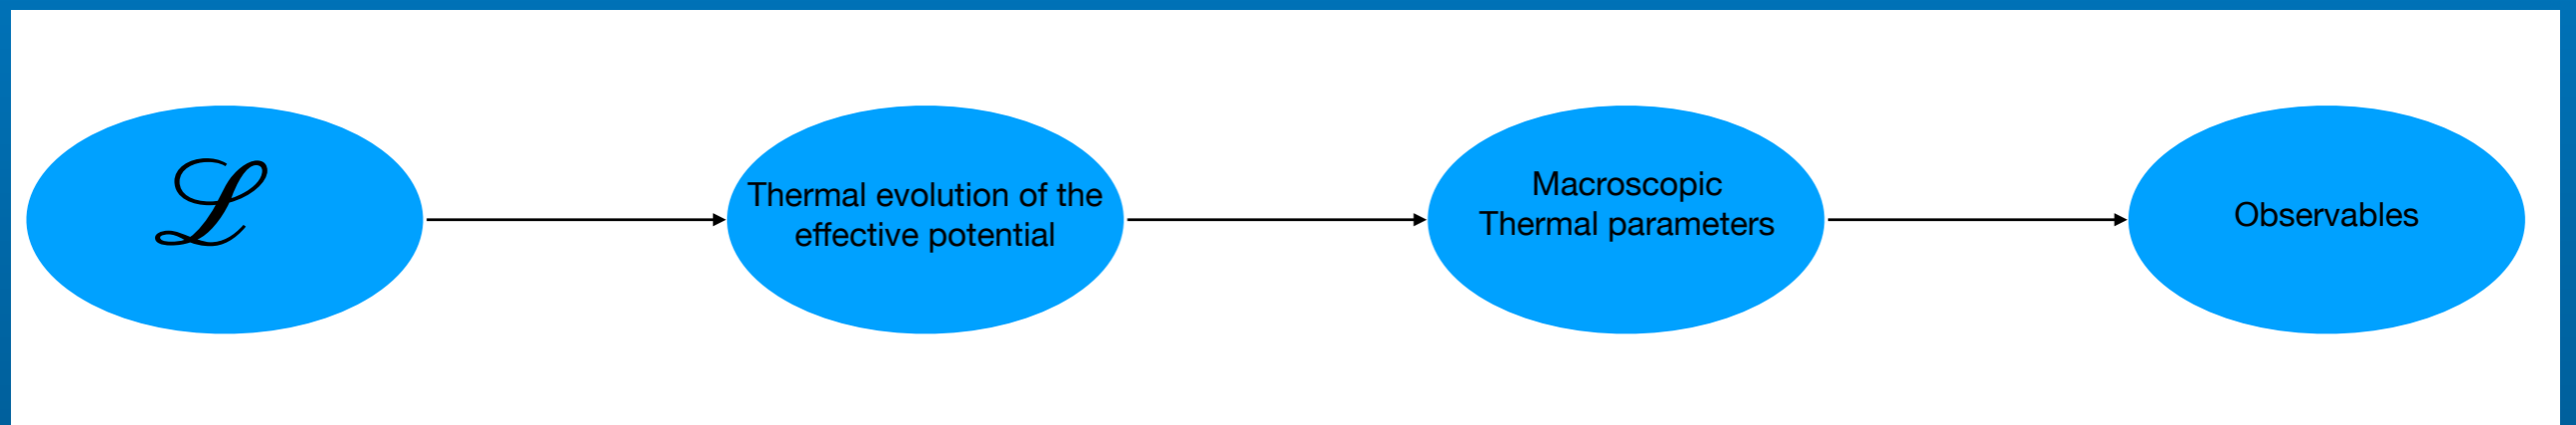 ℒ
Thermal evolution of the
effective potential
Macroscopic
Thermal parameters
Observables